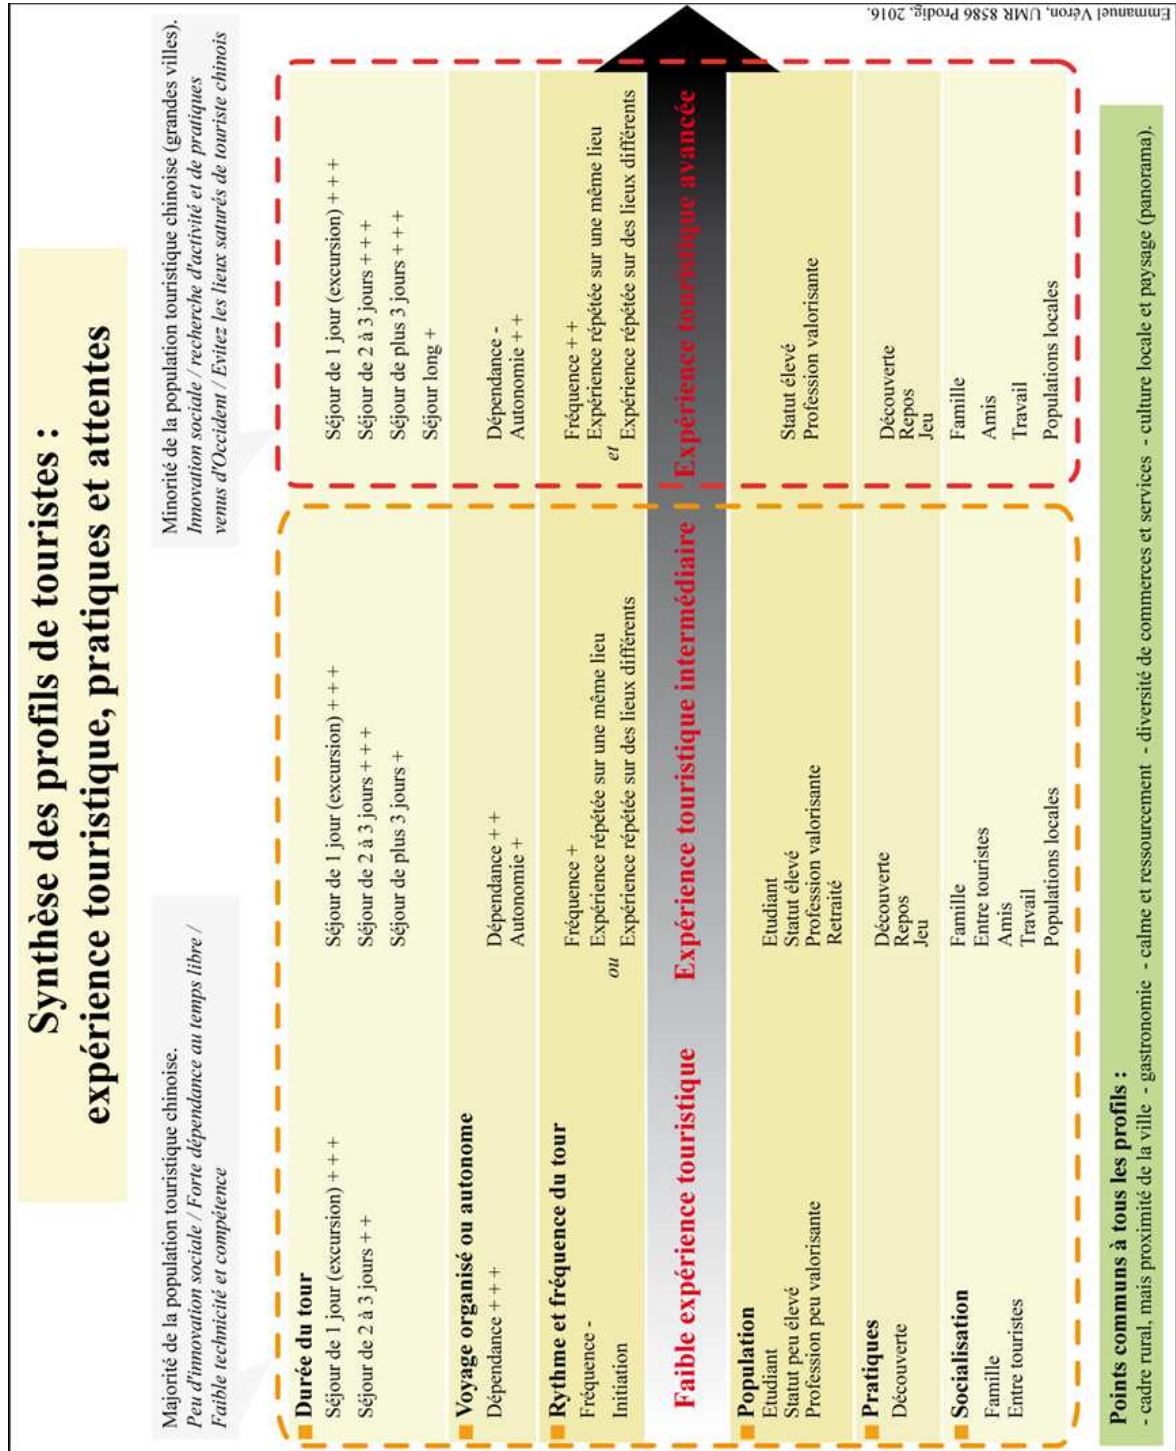 Synthèse des profils de touristes :
expérience touristique, pratiques et attentes
Majorité de la population touristique chinoise.
Peu d'innovation sociale / Forte dépendance au temps libre /
Faible technicité et compétence
Minorité de la population touristique chinoise (grandes villes).
Innovation sociale / recherche d'activité et de pratiques
venus d'Occident / Evitez les lieux saturés de touriste chinois
Durée du tour
Séjour de 1 jour (excursion) + + +
Séjour de 2 à 3 jours + +
Séjour de 1 jour (excursion) + + +
Séjour de 2 à 3 jours + + +
Séjour de plus 3 jours +
Séjour de 1 jour (excursion) + + +
Séjour de 2 à 3 jours + + +
Séjour de plus 3 jours + + +
Séjour long +
Voyage organisé ou autonome
Dépendance + + +
Dépendance + +
Autonomie +
Dépendance -
Autonomie + +
Rythme et fréquence du tour
Fréquence -
Initiation
Fréquence +
Expérience répétée sur une même lieu
ou Expérience répétée sur des lieux différents
Fréquence + +
Expérience répétée sur une même lieu
et Expérience répétée sur des lieux différents
Faible expérience touristique
Expérience touristique intermédiaire
Expérience touristique avancée
Population
Etudiant
Statut peu élevé
Profession peu valorisante
Etudiant
Statut élevé
Profession valorisante
Retraité
Statut élevé
Profession valorisante
Pratiques
Découverte
Découverte
Repos
Jeu
Découverte
Repos
Jeu
Socialisation
Famille
Entre touristes
Famille
Entre touristes
Amis
Travail
Populations locales
Famille
Amis
Travail
Populations locales
Points communs à tous les profils :
- cadre rural, mais proximité de la ville - gastronomie - calme et ressourcement - diversité de commerces et services - culture locale et paysage (panorama).
Emmanuel Véron, UMR 8586 Prodig, 2016.